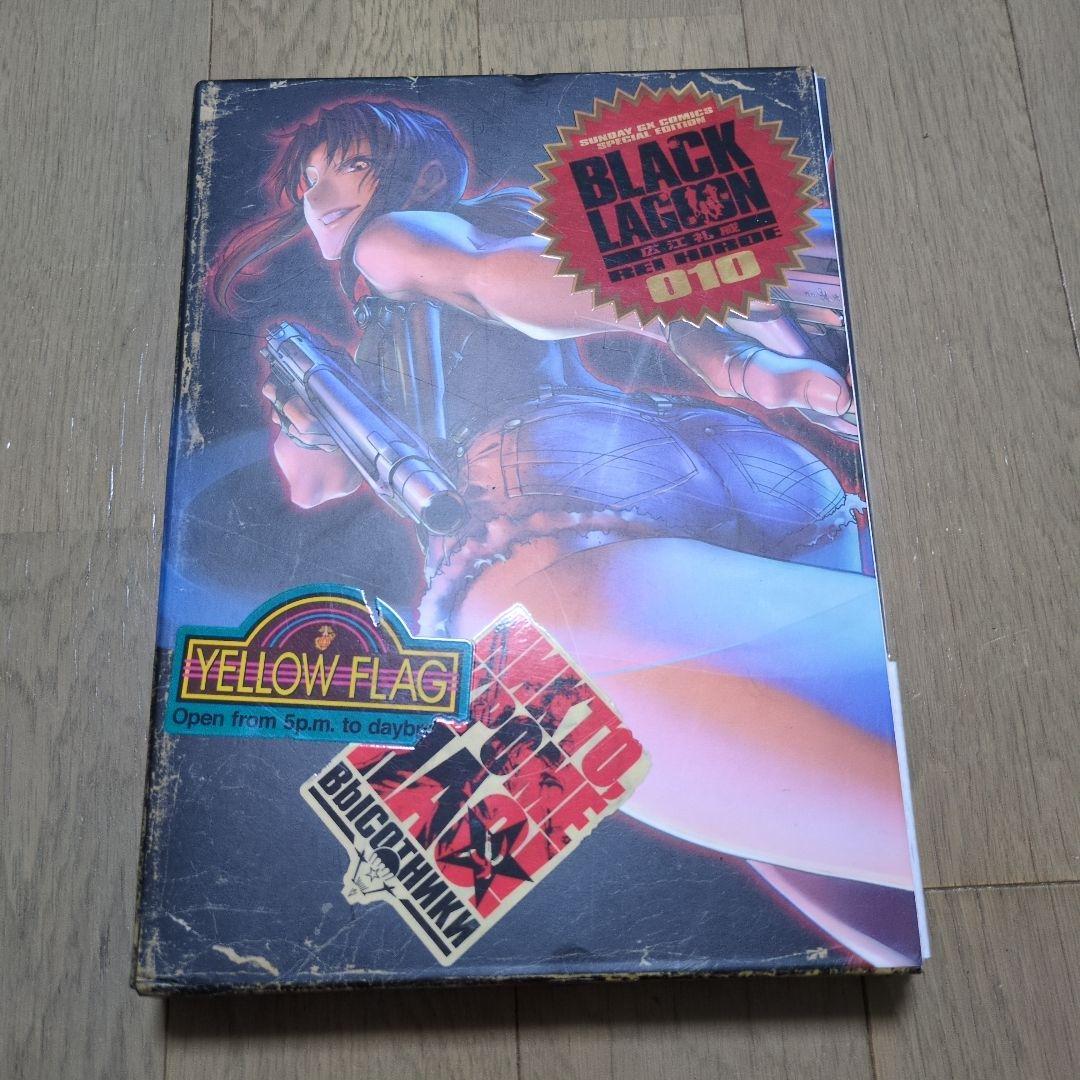 SUNDAY GX COMICS
SPECIAL EDITION
BLACK
LAGOON
広江礼威
REI HIROE
010
YELLOW FLAG
Open from 5p.m. to
ВЫСОТНИКИ